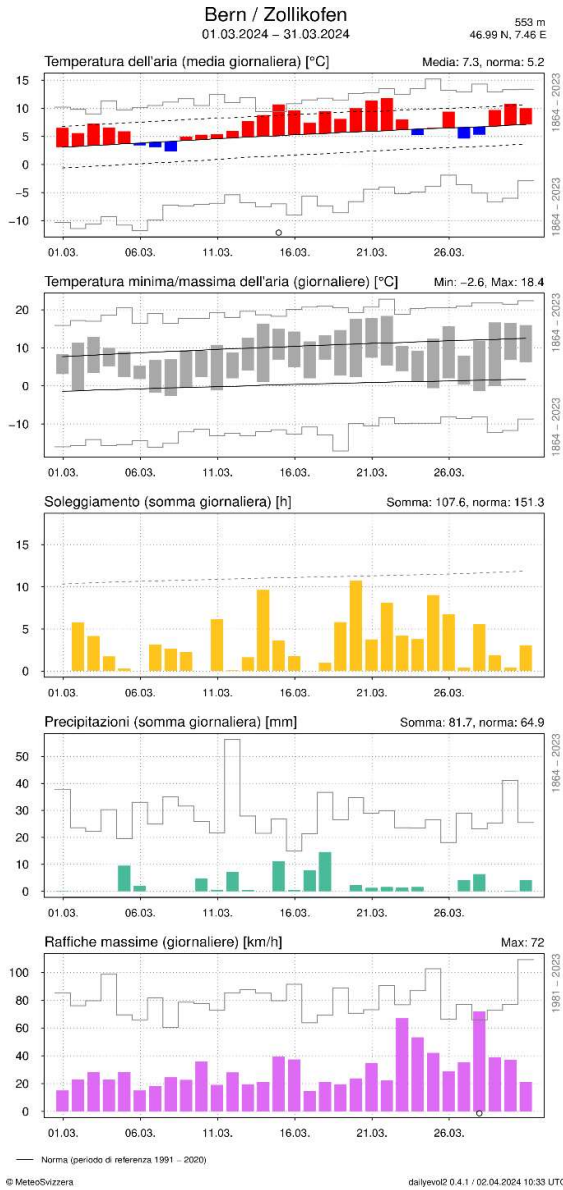 Bern / Zollikofen
01.03.2024 − 31.03.2024
553 m
46.99 N, 7.46 E
Temperatura dell'aria (media giornaliera) [°C]
Media: 7.3, norma: 5.2
15
10
5
0
−5
−10
1864 − 2023
1864 − 2023
01.03. 06.03. 11.03. 16.03. 21.03. 26.03.
Temperatura minima/massima dell'aria (giornaliere) [°C]
Min: −2.6, Max: 18.4
20
10
0
−10
1864 − 2023
1864 − 2023
01.03. 06.03. 11.03. 16.03. 21.03. 26.03.
Soleggiamento (somma giornaliera) [h]
Somma: 107.6, norma: 151.3
15
10
5
0
01.03. 06.03. 11.03. 16.03. 21.03. 26.03.
Precipitazioni (somma giornaliera) [mm]
Somma: 81.7, norma: 64.9
50
40
30
20
10
0
1864 − 2023
01.03. 06.03. 11.03. 16.03. 21.03. 26.03.
Raffiche massime (giornaliere) [km/h]
Max: 72
100
80
60
40
20
0
1981 − 2023
01.03. 06.03. 11.03. 16.03. 21.03. 26.03.
Norma (periodo di referenza 1991 − 2020)
© MeteoSvizzera
dailyevol2 0.4.1 / 02.04.2024 10:33 UTC